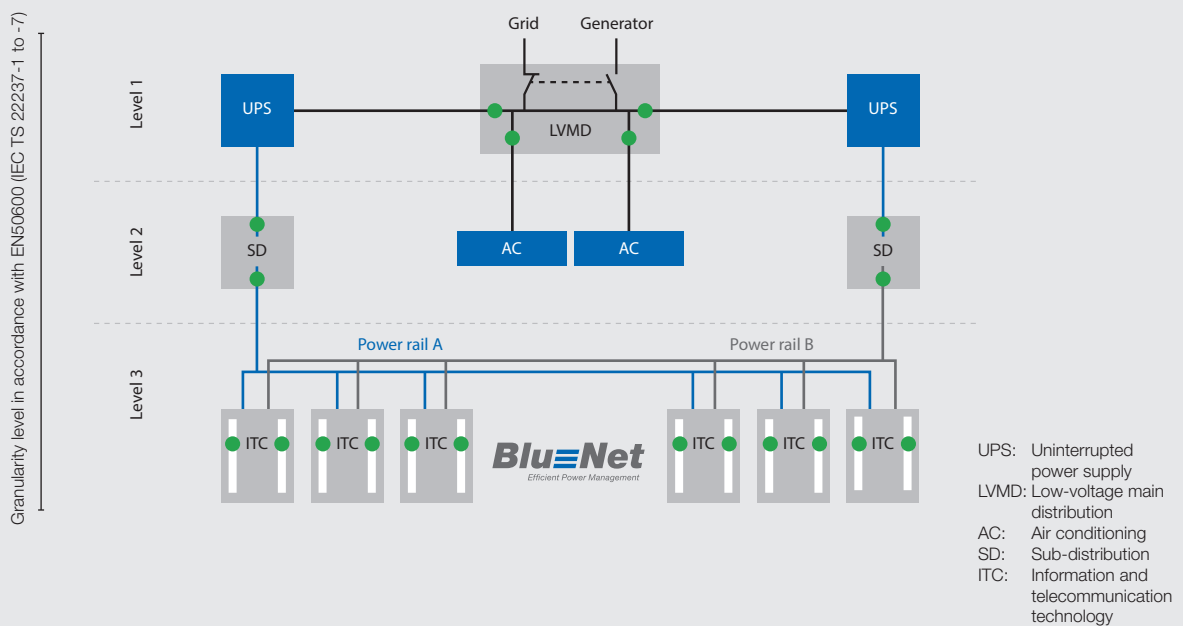 Granularity level in accordance with EN50600 (IEC TS 22237-1 to -7)
Grid Generator
Level 1
UPS
LVMD
UPS
Level 2
SD
AC
AC
SD
Level 3
Power rail A
Power rail B
ITC
ITC
ITC
BlueNet
Efficient Power Management
ITC
ITC
ITC
UPS: Uninterrupted
power supply
LVMD: Low-voltage main
distribution
AC: Air conditioning
SD: Sub-distribution
ITC: Information and
telecommunication
technology